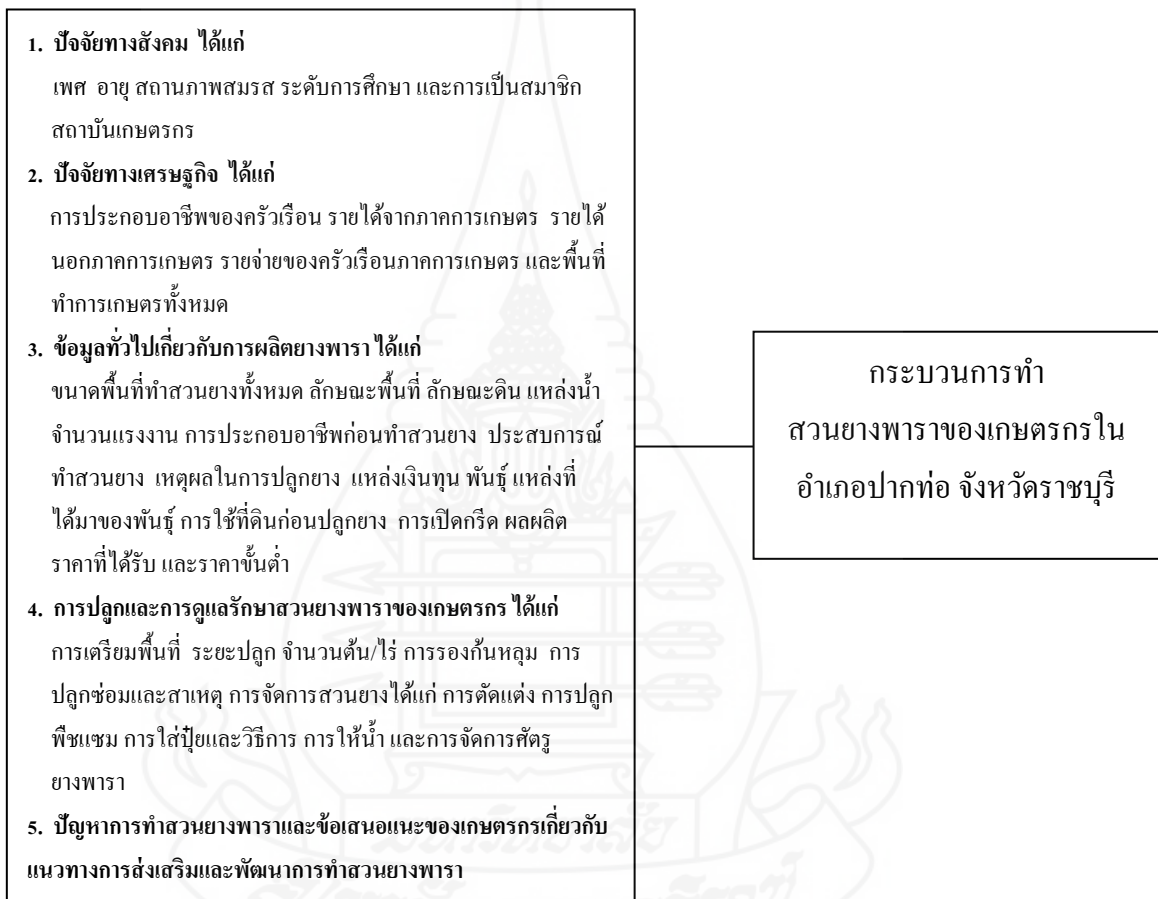 1. ปัจจัยทางสังคม ได้แก่
เพศ อายุ สถานภาพสมรส ระดับการศึกษา และการเป็นสมาชิก
สถาบันเกษตรกร
2. ปัจจัยทางเศรษฐกิจ ได้แก่
การประกอบอาชีพของครัวเรือน รายได้จากภาคการเกษตร รายได้
นอกภาคการเกษตร รายจ่ายของครัวเรือนภาคการเกษตร และพื้นที่
ทำการเกษตรทั้งหมด
3. ข้อมูลทั่วไปเกี่ยวกับการผลิตยางพารา ได้แก่
ขนาดพื้นที่ทำสวนยางทั้งหมด ลักษณะพื้นที่ ลักษณะดิน แหล่งน้ำ
จำนวนแรงงาน การประกอบอาชีพก่อนทำสวนยาง ประสบการณ์
ทำสวนยาง เหตุผลในการปลูกยาง แหล่งเงินทุน พันธุ์ แหล่งที่
ได้มาของพันธุ์ การใช้ที่ดินก่อนปลูกยาง การเปิดกรีด ผลผลิต
ราคาที่ได้รับ และราคาขั้นต่ำ
4. การปลูกและการดูแลรักษาสวนยางพาราของเกษตรกร ได้แก่
การเตรียมพื้นที่ ระยะปลูก จำนวนต้น/ไร่ การรองก้นหลุม การ
ปลูกซ่อมและสาเหตุ การจัดการสวนยางได้แก่ การตัดแต่ง การปลูก
พืชแซม การใส่ปุ๋ยและวิธีการ การให้น้ำ และการจัดการศัตรู
ยางพารา
5. ปัญหาการทำสวนยางพาราและข้อเสนอแนะของเกษตรกรเกี่ยวกับ
แนวทางการส่งเสริมและพัฒนาการทำสวนยางพารา
กระบวนการทำ
สวนยางพาราของเกษตรกรใน
อำเภอปากท่อ จังหวัดราชบุรี